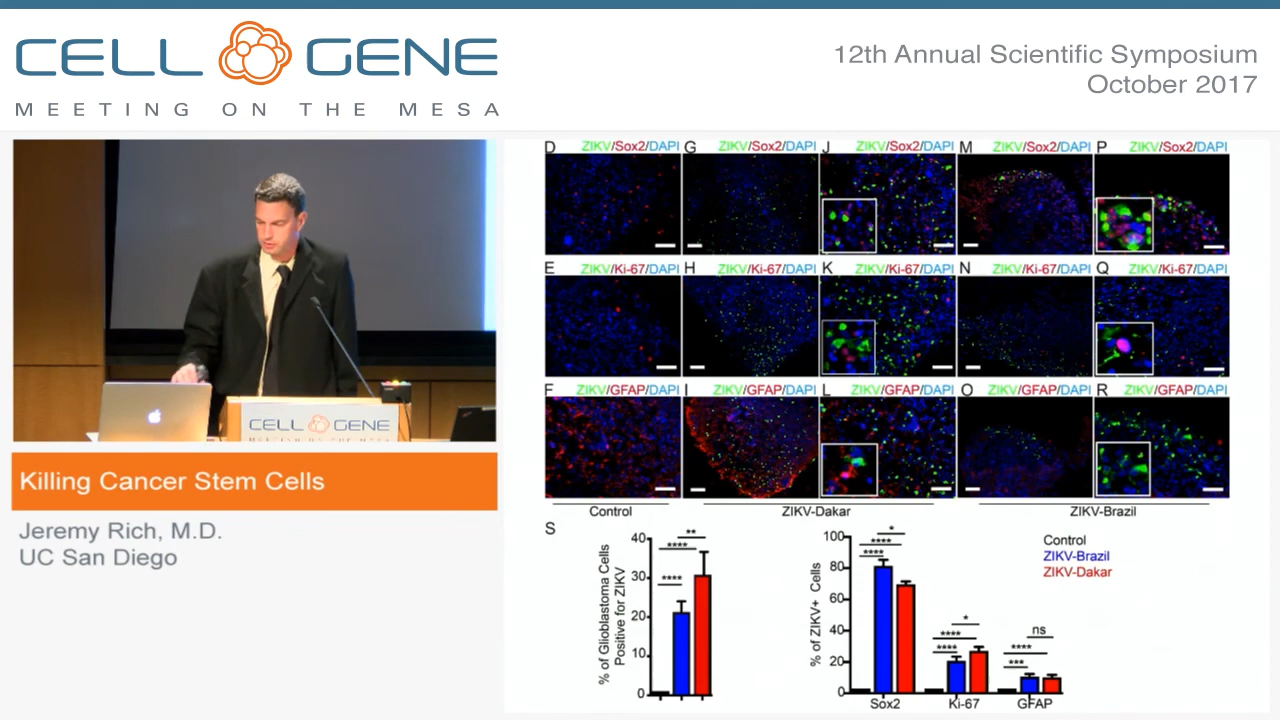 CELL GENE
MEETING ON THE MESA
12th Annual Scientific Symposium
October 2017
CELL GENE
MEETING ON THE MESA
Killing Cancer Stem Cells
Jeremy Rich, M.D.
UC San Diego
D ZIKV/Sox2/DAPI G ZIKV/Sox2/DAPI J ZIKV/Sox2/DAPI M ZIKV/Sox2/DAPI P ZIKV/Sox2/DAPI
E ZIKV/Ki-67/DAPI H ZIKV/Ki-67/DAPI K ZIKV/Ki-67/DAPI N ZIKV/Ki-67/DAPI Q ZIKV/Ki-67/DAPI
F ZIKV/GFAP/DAPI I ZIKV/GFAP/DAPI L ZIKV/GFAP/DAPI O ZIKV/GFAP/DAPI R ZIKV/GFAP/DAPI
Control ZIKV-Dakar ZIKV-Brazil
S
% of Glioblastoma Cells
Positive for ZIKV
40
30
20
10
0
****
****
**
% of ZIKV+ Cells
100
80
60
40
20
0
*
****
****
*
****
****
ns
****
***
Sox2 Ki-67 GFAP
Control
ZIKV-Brazil
ZIKV-Dakar